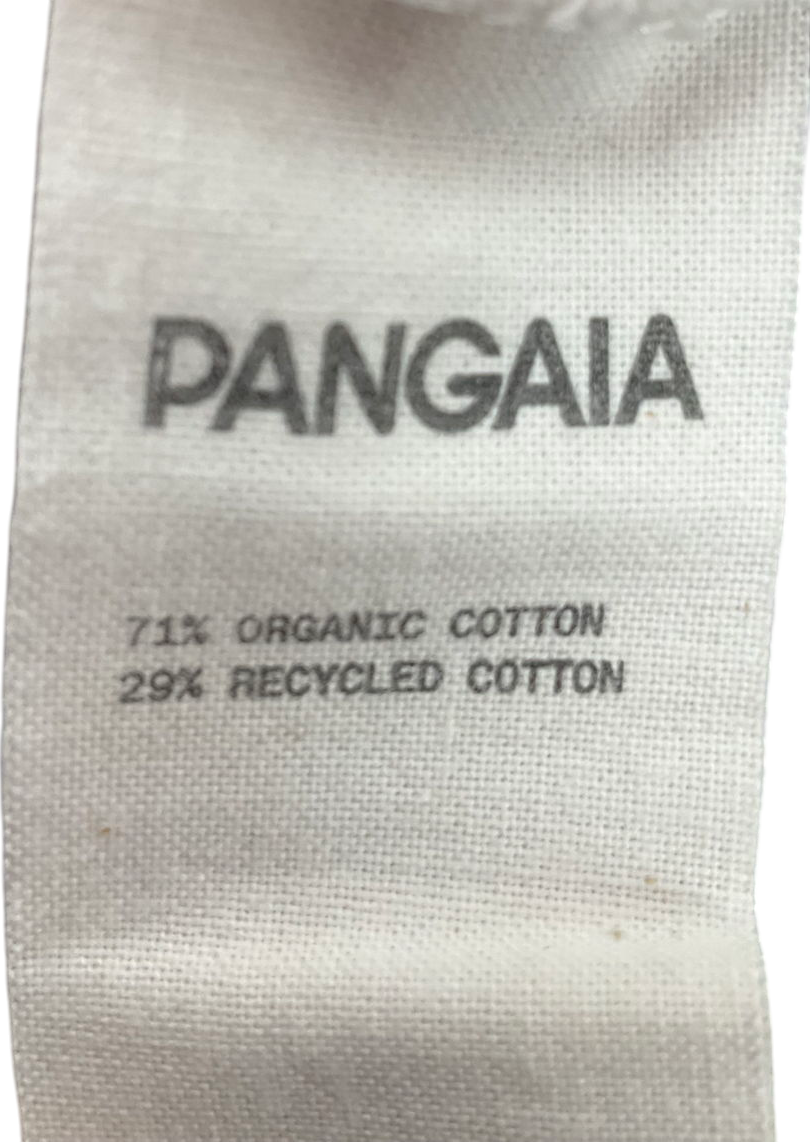 PANGAIA
71% ORGANIC COTTON
29% RECYCLED COTTON